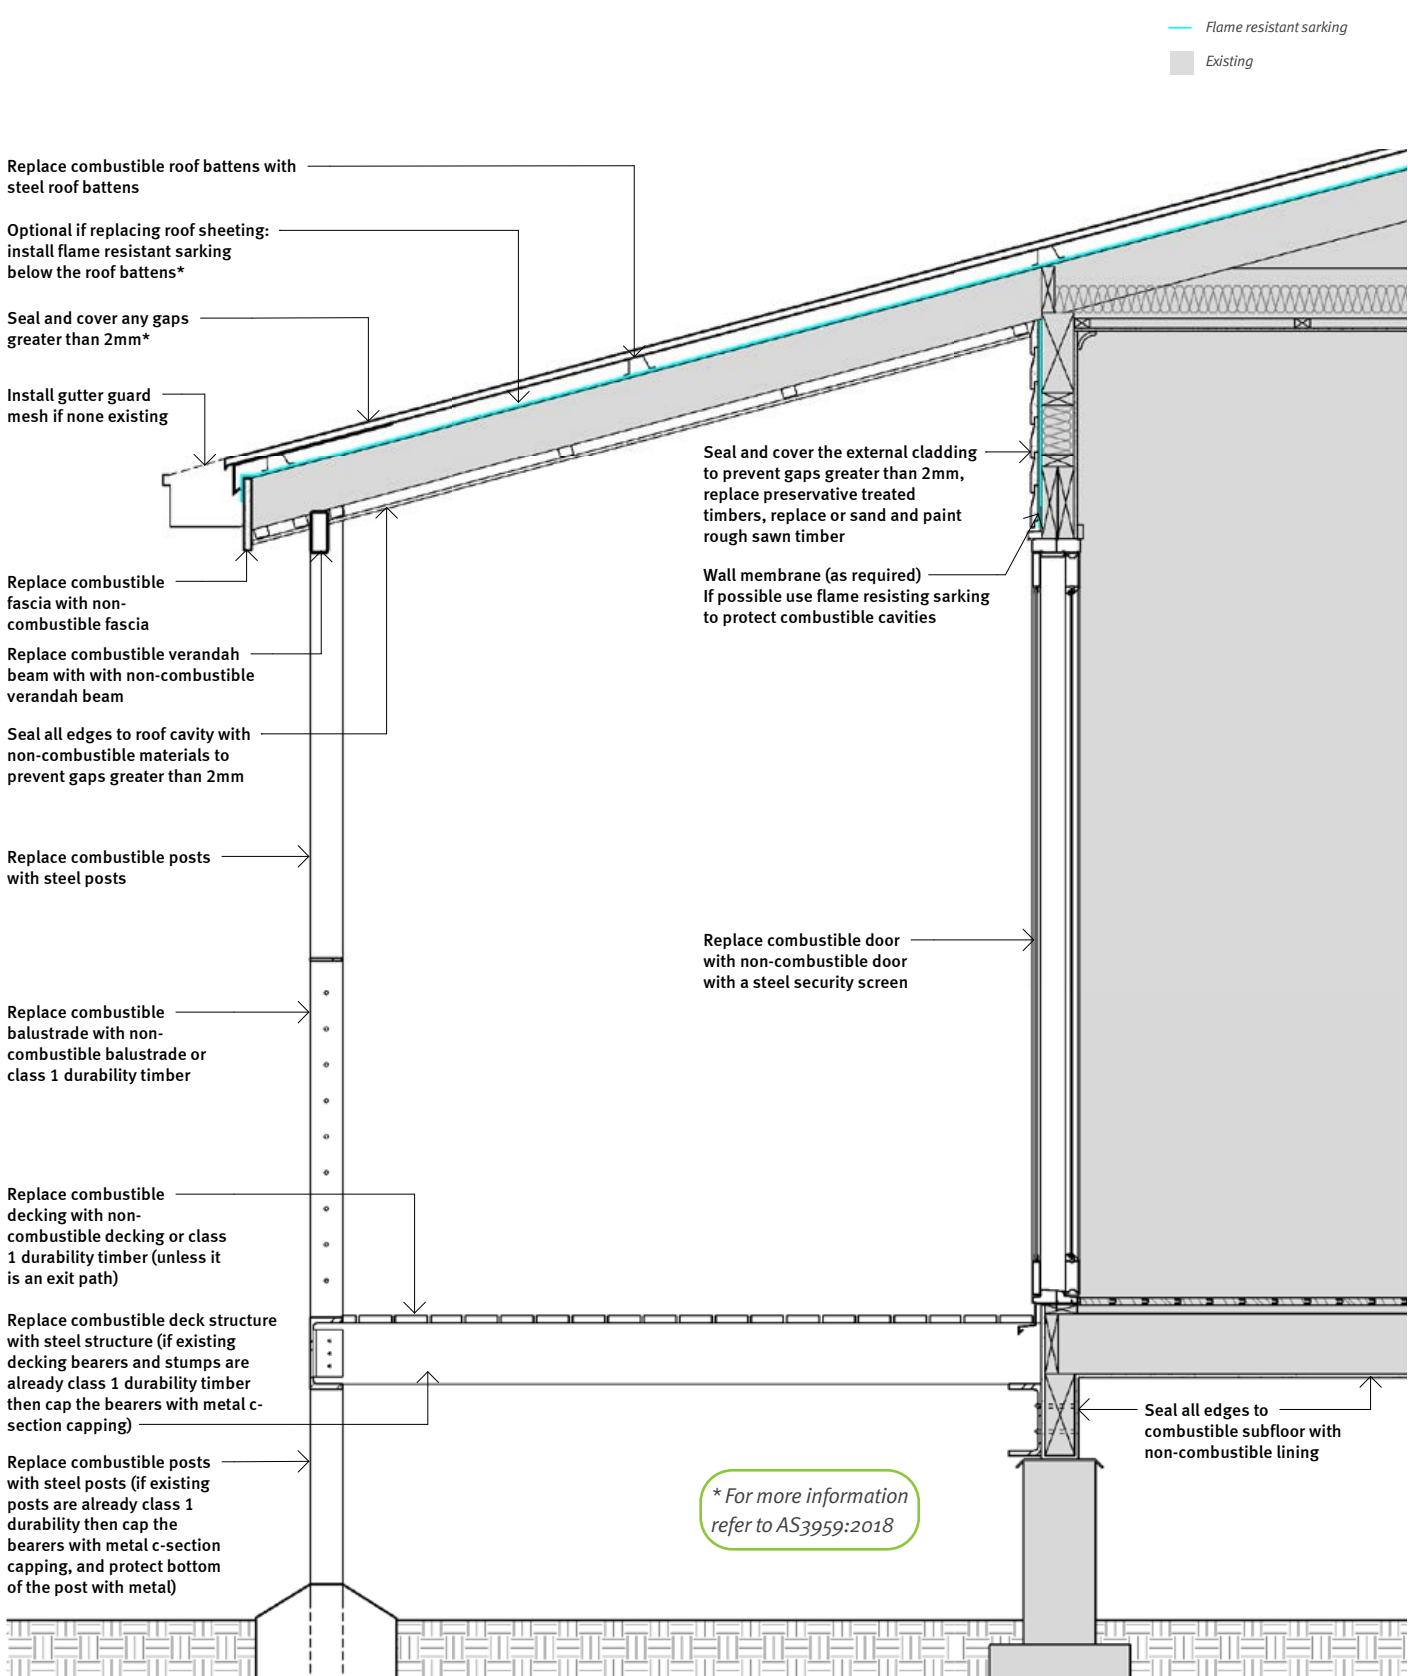 Flame resistant sarking
Existing
Replace combustible roof battens with
steel roof battens
Optional if replacing roof sheeting:
install flame resistant sarking
below the roof battens*
Seal and cover any gaps
greater than 2mm*
Install gutter guard
mesh if none existing
Seal and cover the external cladding
to prevent gaps greater than 2mm,
replace preservative treated
timbers, replace or sand and paint
rough sawn timber
Wall membrane (as required)
If possible use flame resisting sarking
to protect combustible cavities
Replace combustible
fascia with non-
combustible fascia
Replace combustible verandah
beam with with non-combustible
verandah beam
Seal all edges to roof cavity with
non-combustible materials to
prevent gaps greater than 2mm
Replace combustible posts
with steel posts
Replace combustible door
with non-combustible door
with a steel security screen
Replace combustible
balustrade with non-
combustible balustrade or
class 1 durability timber
Replace combustible
decking with non-
combustible decking or class
1 durability timber (unless it
is an exit path)
Replace combustible deck structure
with steel structure (if existing
decking bearers and stumps are
already class 1 durability timber
then cap the bearers with metal c-
section capping)
Seal all edges to
combustible subfloor with
non-combustible lining
Replace combustible posts
with steel posts (if existing
posts are already class 1
durability then cap the
bearers with metal c-section
capping, and protect bottom
of the post with metal)
* For more information
refer to AS3959:2018